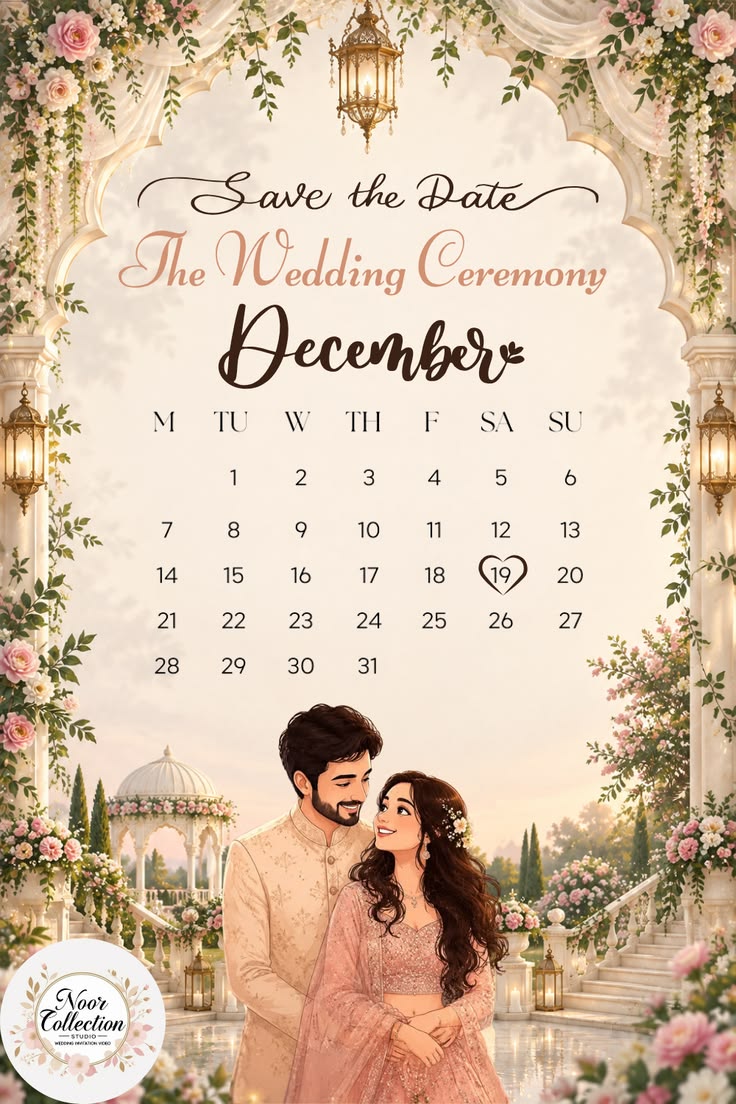 Save the Date
The Wedding Ceremony
December
M TU W TH F SA SU
1 2 3 4 5 6
7 8 9 10 11 12 13
14 15 16 17 18 19 20
21 22 23 24 25 26 27
28 29 30 31
Noor
Collection
STUDIO
WEDDING INVITATION VIDEO